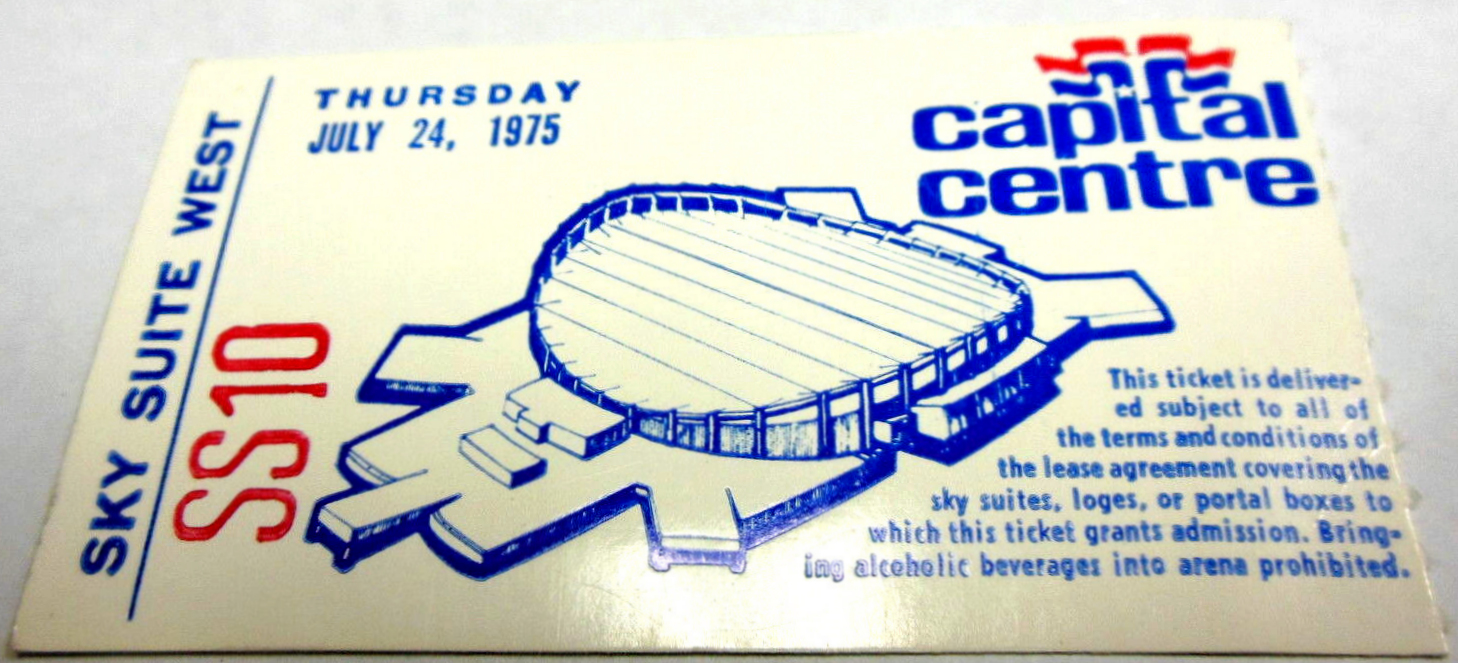 SKY SUITE WEST
SS10
THURSDAY
JULY 24, 1975
capital
centre
This ticket is deliver-
ed subject to all of
the terms and conditions of
the lease agreement covering the
sky suites, loges, or portal boxes to
which this ticket grants admission. Bring-
ing alcoholic beverages into arena prohibited.